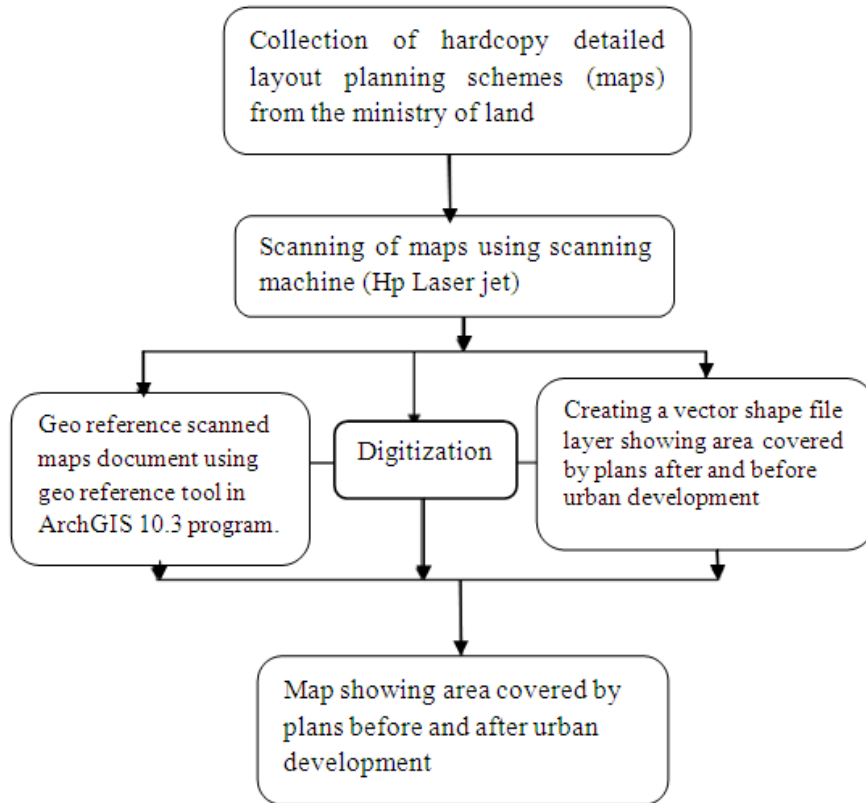 Collection of hardcopy detailed
layout planning schemes (maps)
from the ministry of land
Scanning of maps using scanning
machine (Hp Laser jet)
Geo reference scanned
maps document using
geo reference tool in
ArchGIS 10.3 program.
Digitization
Creating a vector shape file
layer showing area covered
by plans after and before
urban development
Map showing area covered by
plans before and after urban
development